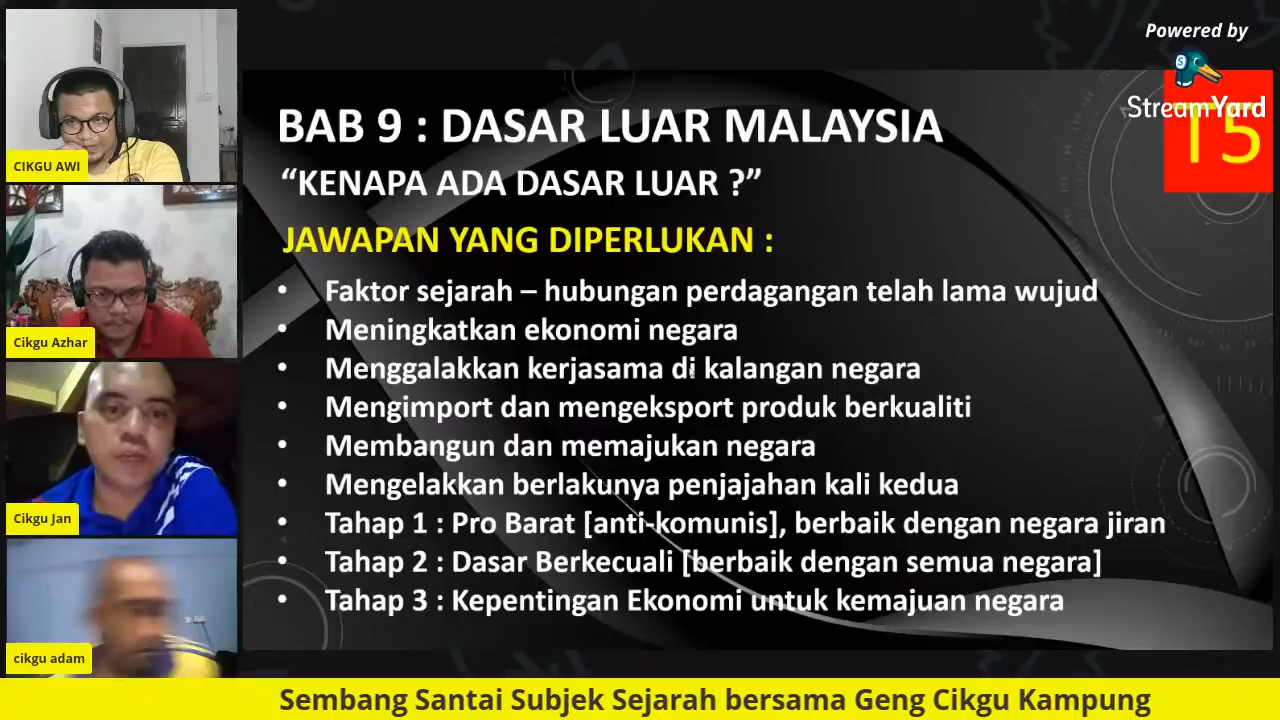 Powered by
StreamYard
T5
CIKGU AWI
Cikgu Azhar
Cikgu Jan
cikgu adam
BAB 9 : DASAR LUAR MALAYSIA
“KENAPA ADA DASAR LUAR ?”
JAWAPAN YANG DIPERLUKAN :
• Faktor sejarah – hubungan perdagangan telah lama wujud
• Meningkatkan ekonomi negara
• Menggalakkan kerjasama di kalangan negara
• Mengimport dan mengeksport produk berkualiti
• Membangun dan memajukan negara
• Mengelakkan berlakunya penjajahan kali kedua
• Tahap 1 : Pro Barat [anti-komunis], berbaik dengan negara jiran
• Tahap 2 : Dasar Berkecuali [berbaik dengan semua negara]
• Tahap 3 : Kepentingan Ekonomi untuk kemajuan negara
Sembang Santai Subjek Sejarah bersama Geng Cikgu Kampung